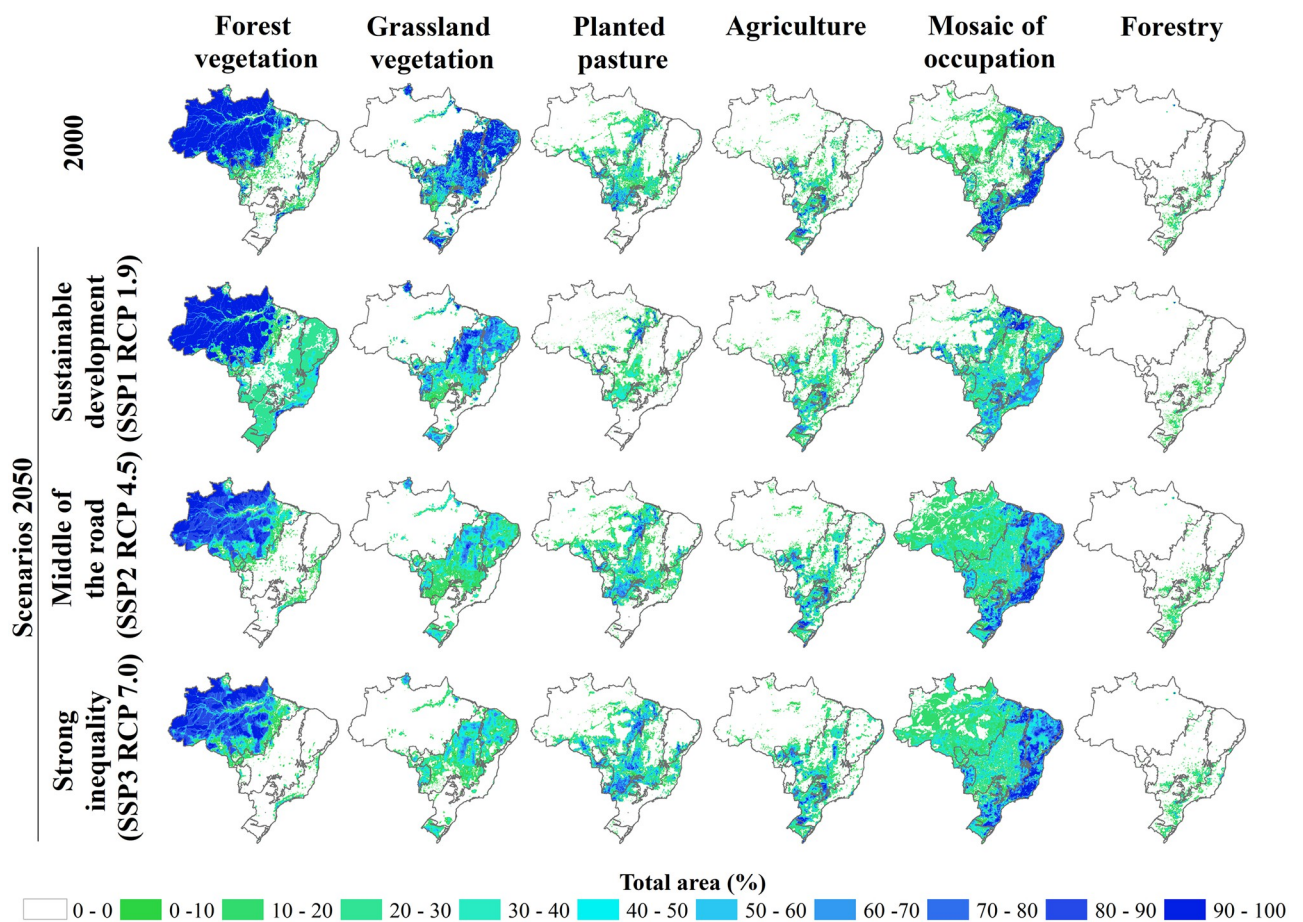 Forest
vegetation
Grassland
vegetation
Planted
pasture
Agriculture
Mosaic of
occupation
Forestry
2000
Scenarios 2050
Sustainable
development
(SSP1 RCP 1.9)
Middle of
the road
(SSP2 RCP 4.5)
Strong
inequality
(SSP3 RCP 7.0)
Total area (%)
0 - 0
0 -10
10 - 20
20 - 30
30 - 40
40 - 50
50 - 60
60 -70
70 - 80
80 - 90
90 - 100